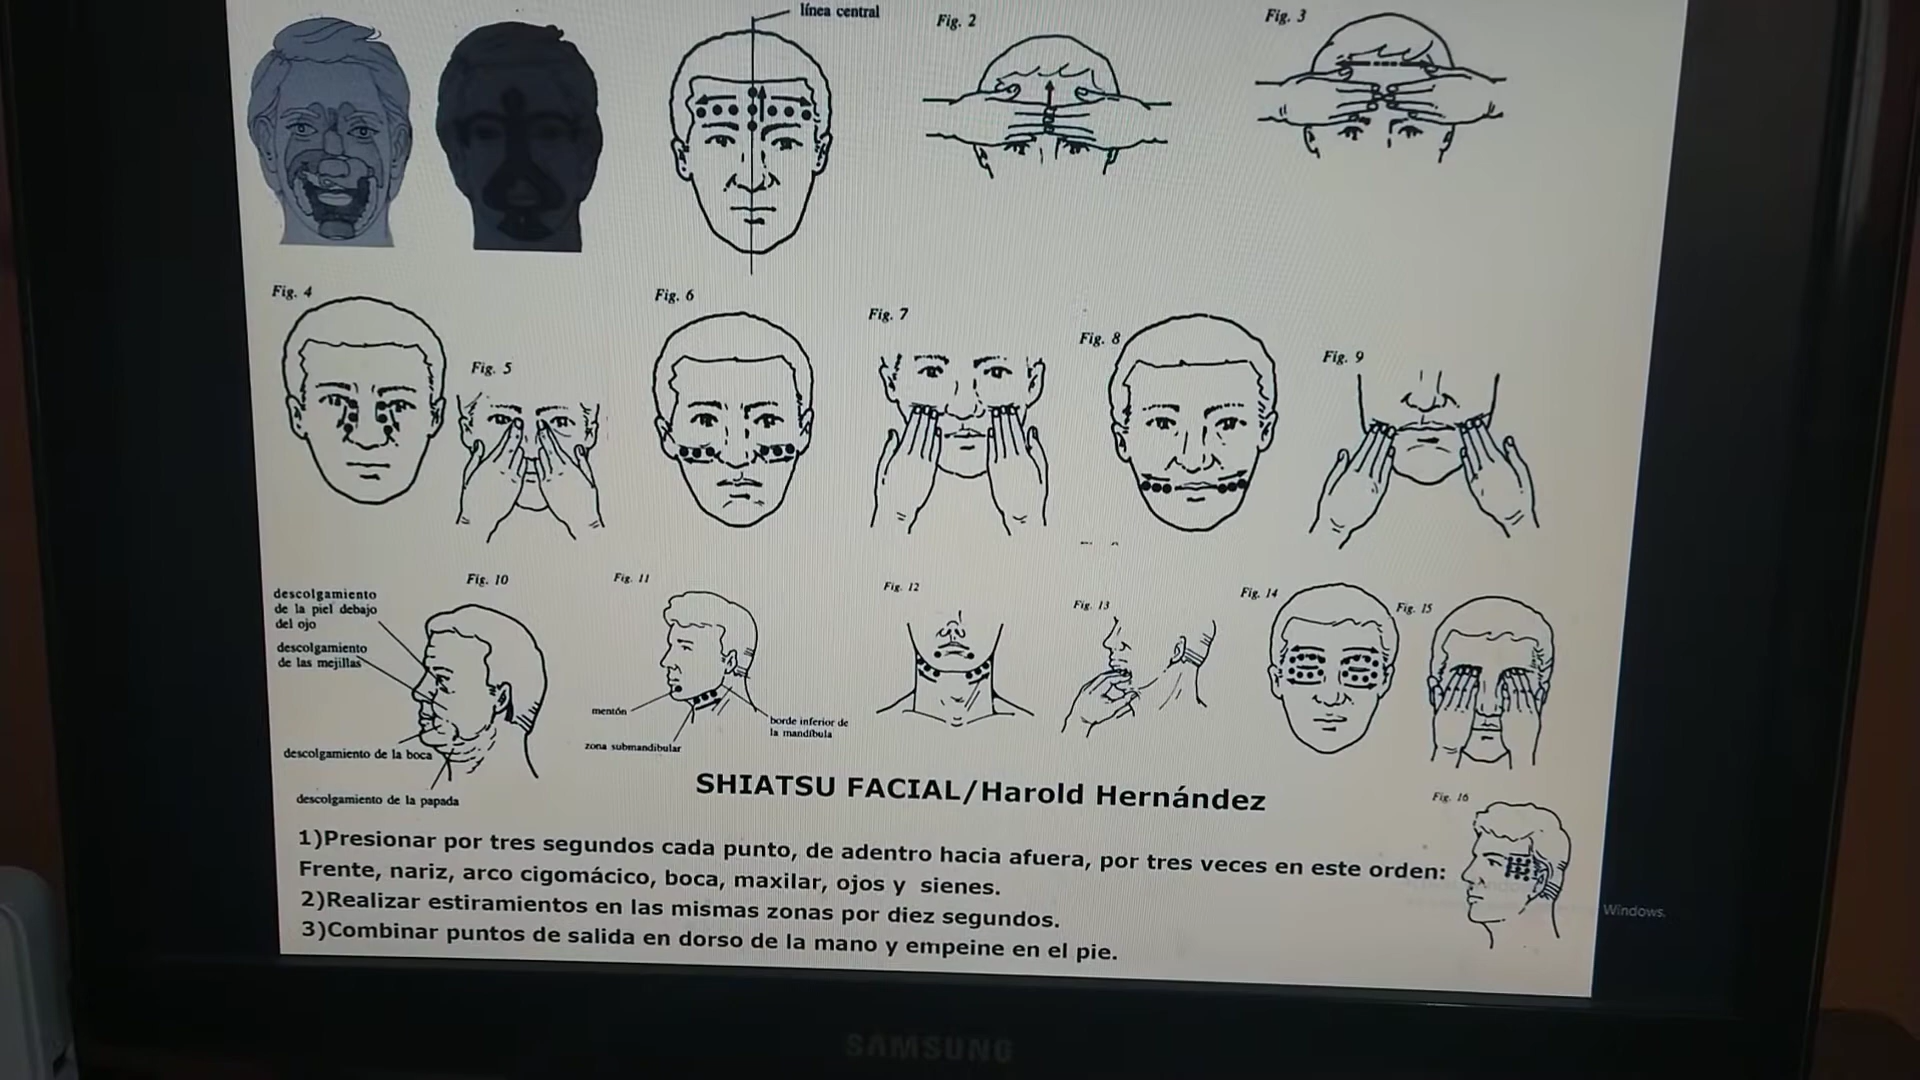 línea central
Fig. 2
Fig. 3
Fig. 4
Fig. 5
Fig. 6
Fig. 7
Fig. 8
Fig. 9
Fig. 10
descolgamiento
de la piel debajo
del ojo
descolgamiento
de las mejillas
descolgamiento de la boca
descolgamiento de la papada
Fig. 11
mentón
zona submandibular
borde inferior de
la mandíbula
Fig. 12
Fig. 13
Fig. 14
Fig. 15
Fig. 16
SHIATSU FACIAL/Harold Hernández
1)Presionar por tres segundos cada punto, de adentro hacia afuera, por tres veces en este orden:
Frente, nariz, arco cigomácico, boca, maxilar, ojos y sienes.
2)Realizar estiramientos en las mismas zonas por diez segundos.
3)Combinar puntos de salida en dorso de la mano y empeine en el pie.
Windows.
SAMSUNG